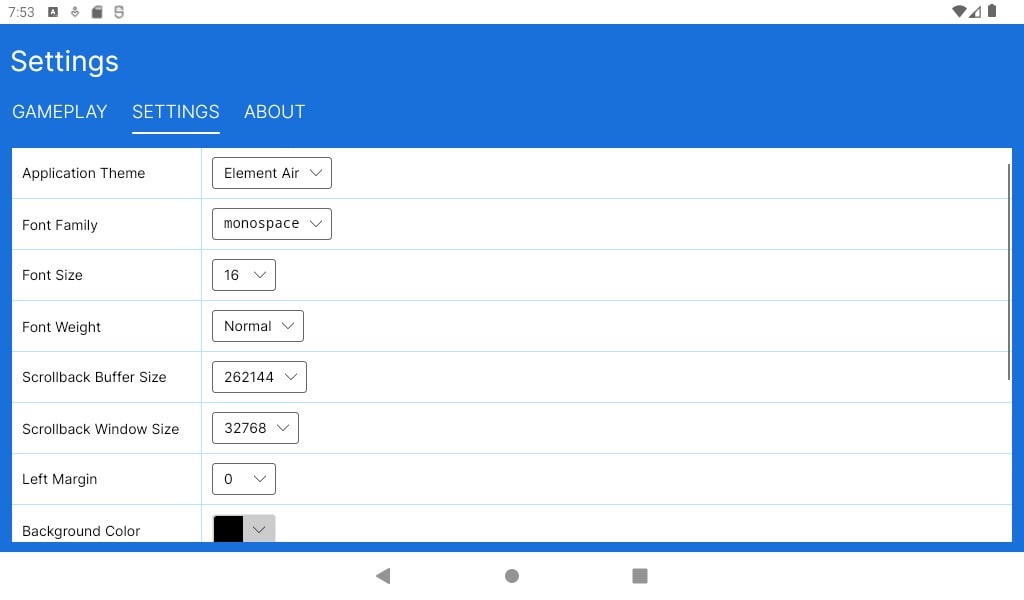 7:53
Settings
GAMEPLAY SETTINGS ABOUT
Application Theme Element Air
Font Family monospace
Font Size 16
Font Weight Normal
Scrollback Buffer Size 262144
Scrollback Window Size 32768
Left Margin 0
Background Color